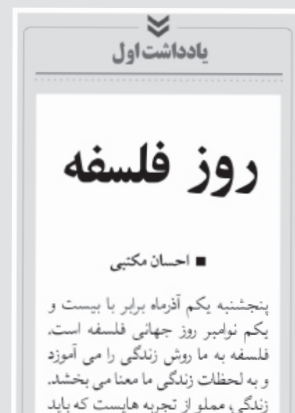 یادداشت اول
روز فلسفه
■ احسان مکتبی
پنجشنبه یکم آذرماه برابر با بیست و
یکم نوامبر روز جهانی فلسفه است.
فلسفه به ما روش زندگی را می آموزد
و به لحظات زندگی ما معنا می بخشد.
زندگی مملو از تجربه هایست که باید